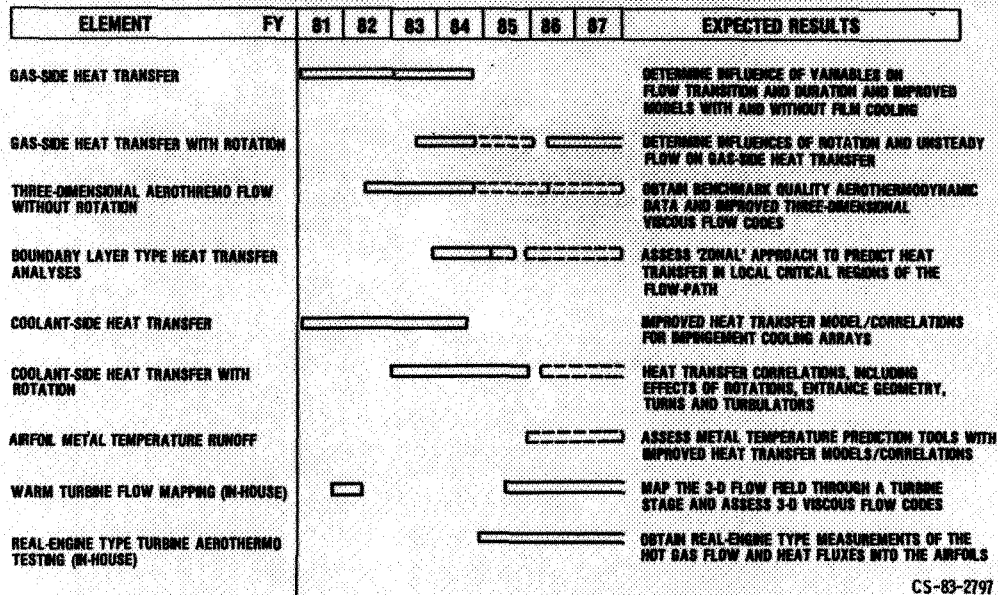 ELEMENT FY 81 82 83 84 85 86 87 EXPECTED RESULTS
GAS-SIDE HEAT TRANSFER
DETERMINE INFLUENCE OF VARIABLES ON
FLOW TRANSITION AND DURATION AND IMPROVED
MODELS WITH AND WITHOUT FILM COOLING
GAS-SIDE HEAT TRANSFER WITH ROTATION
DETERMINE INFLUENCES OF ROTATION AND UNSTEADY
FLOW ON GAS-SIDE HEAT TRANSFER
THREE-DIMENSIONAL AEROTHREMO FLOW
WITHOUT ROTATION
OBTAIN BENCHMARK QUALITY AEROTHERMODYNAMIC
DATA AND IMPROVED THREE-DIMENSIONAL
VISCOUS FLOW CODES
BOUNDARY LAYER TYPE HEAT TRANSFER
ANALYSES
ASSESS 'ZONAL' APPROACH TO PREDICT HEAT
TRANSFER IN LOCAL CRITICAL REGIONS OF THE
FLOW-PATH
COOLANT-SIDE HEAT TRANSFER
IMPROVED HEAT TRANSFER MODEL/CORRELATIONS
FOR IMPINGEMENT COOLING ARRAYS
COOLANT-SIDE HEAT TRANSFER WITH
ROTATION
HEAT TRANSFER CORRELATIONS, INCLUDING
EFFECTS OF ROTATIONS, ENTRANCE GEOMETRY,
TURNS AND TURBULATORS
AIRFOIL METAL TEMPERATURE RUNOFF
ASSESS METAL TEMPERATURE PREDICTION TOOLS WITH
IMPROVED HEAT TRANSFER MODELS/CORRELATIONS
WARM TURBINE FLOW MAPPING (IN-HOUSE)
MAP THE 3-D FLOW FIELD THROUGH A TURBINE
STAGE AND ASSESS 3-D VISCOUS FLOW CODES
REAL-ENGINE TYPE TURBINE AEROTHERMO
TESTING (IN-HOUSE)
OBTAIN REAL-ENGINE TYPE MEASUREMENTS OF THE
HOT GAS FLOW AND HEAT FLUXES INTO THE AIRFOILS
CS-83-2797